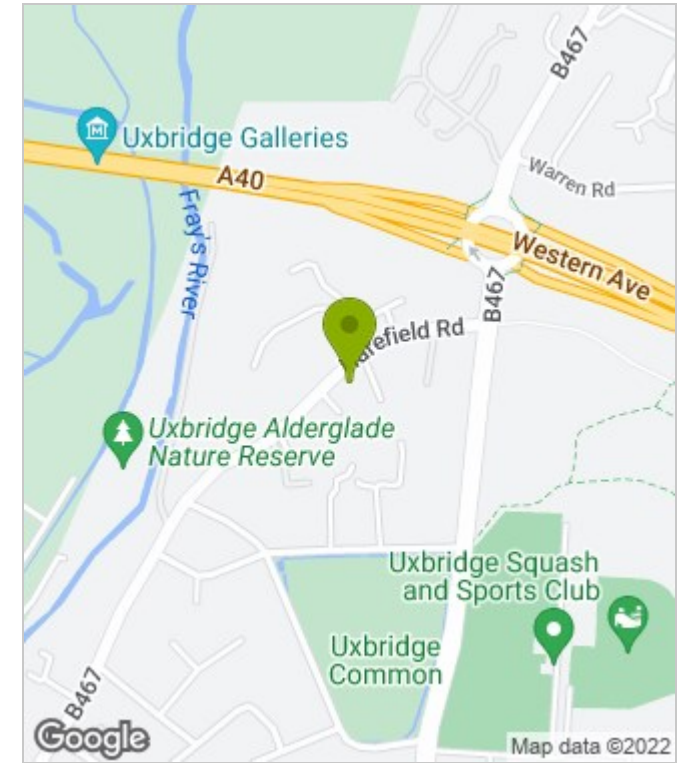 B467
Uxbridge Galleries
Warren Rd
A40
Fray's River
Western Ave
B467
Rd
Uxbridge Alderglade
Nature Reserve
Uxbridge Squash
and Sports Club
Uxbridge
Common
B467
Google
Map data ©2022